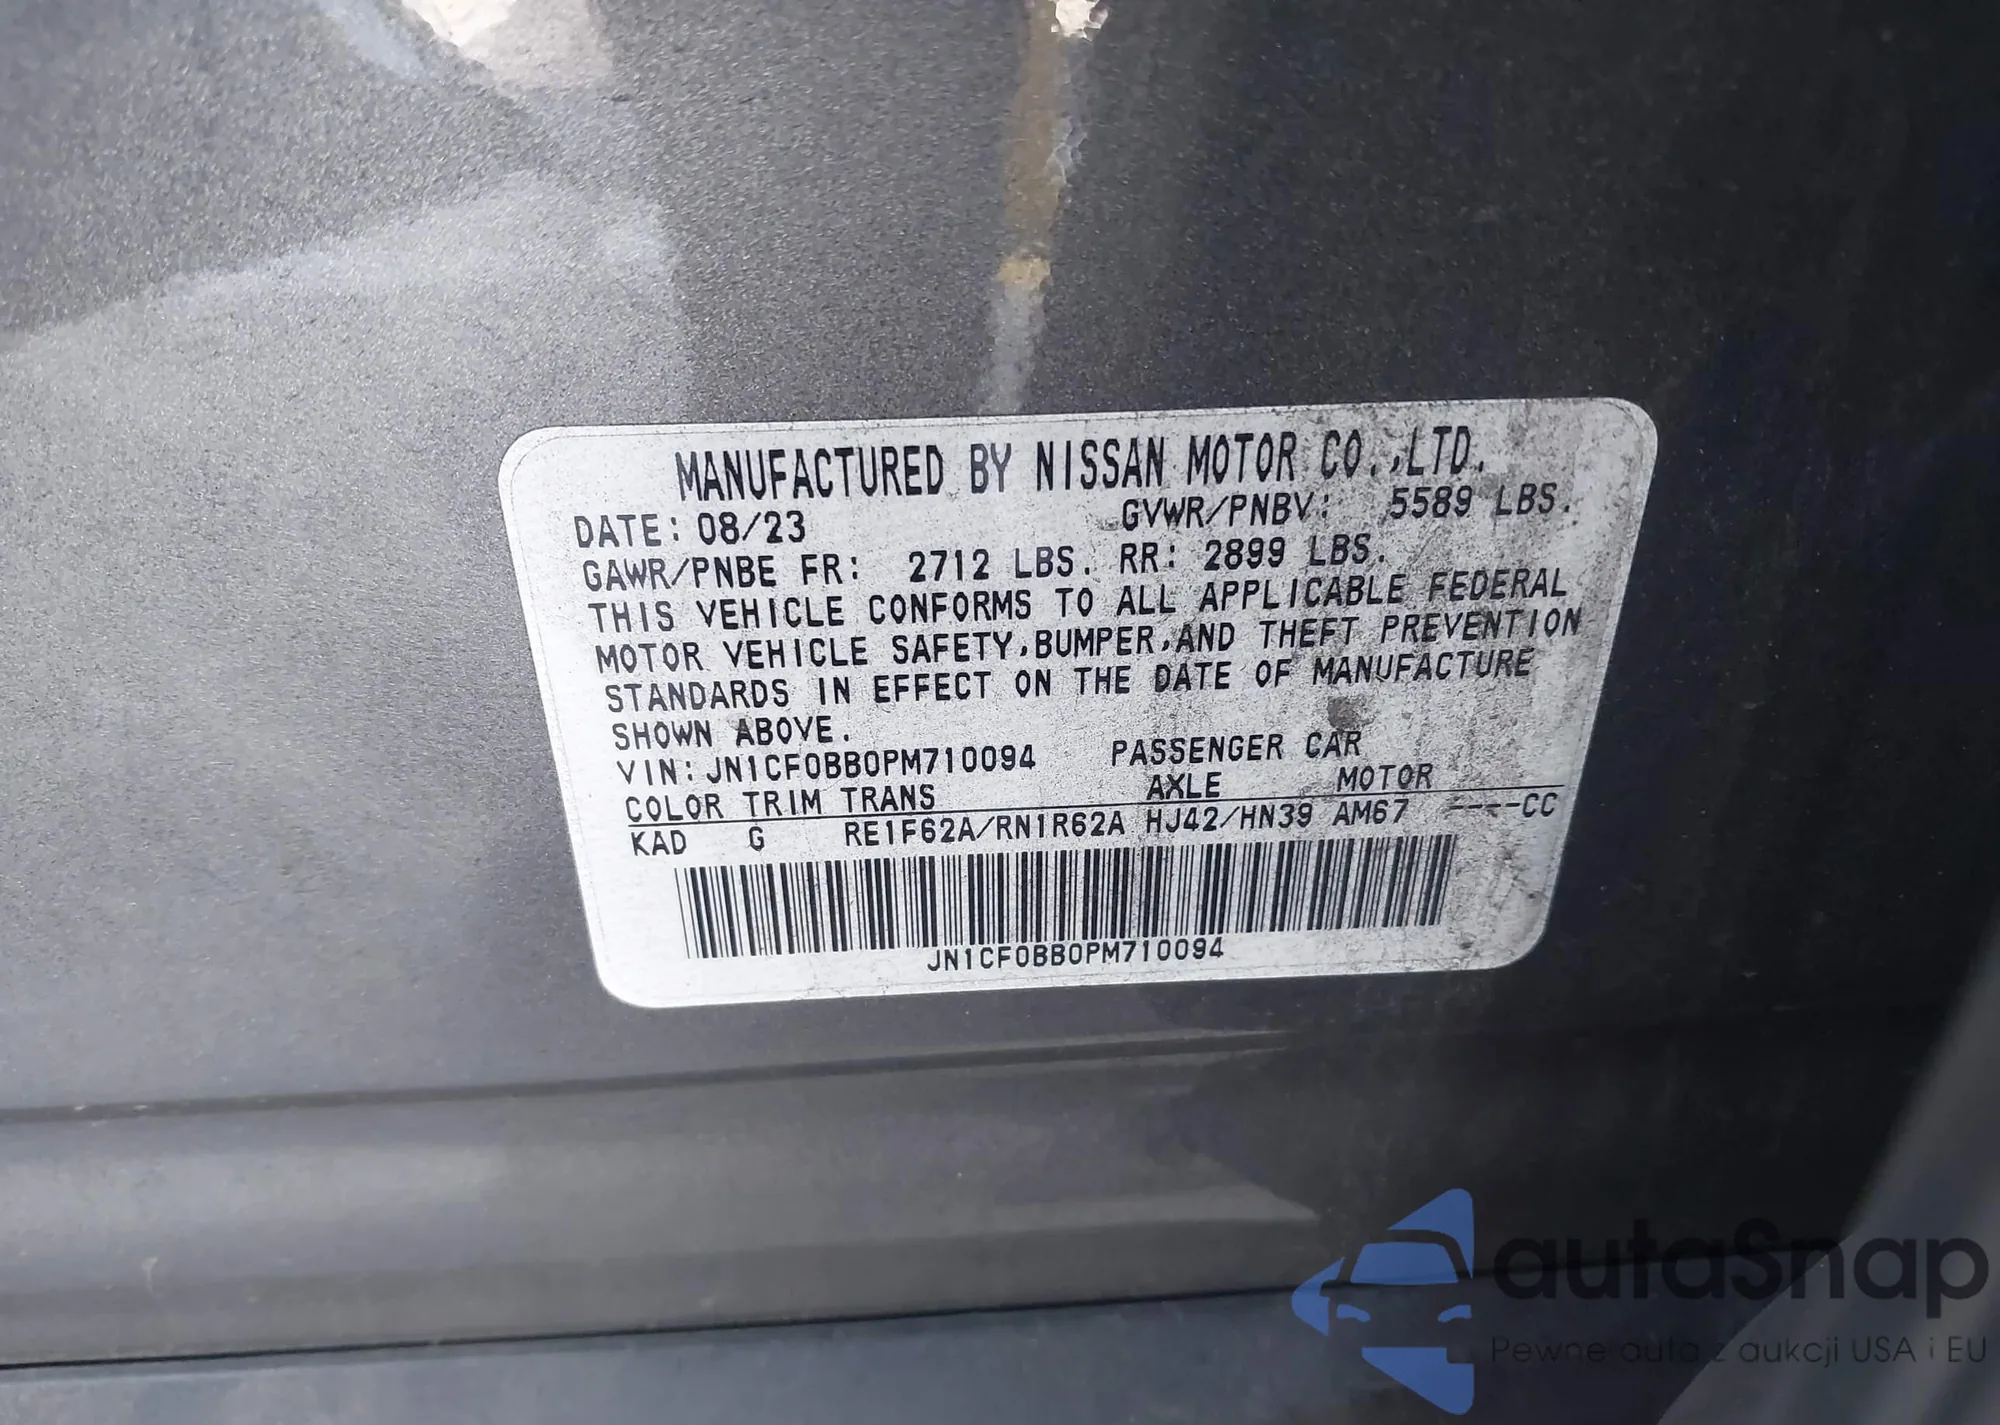 MANUFACTURED BY NISSAN MOTOR CO.,LTD.
DATE: 08/23 GVWR/PNBV: 5589 LBS.
GAWR/PNBE FR: 2712 LBS. RR: 2899 LBS.
THIS VEHICLE CONFORMS TO ALL APPLICABLE FEDERAL
MOTOR VEHICLE SAFETY,BUMPER,AND THEFT PREVENTION
STANDARDS IN EFFECT ON THE DATE OF MANUFACTURE
SHOWN ABOVE.
VIN: JN1CF0BB0PM710094 PASSENGER CAR
COLOR TRIM TRANS AXLE MOTOR
KAD G RE1F62A/RN1R62A HJ42/HN39 AM67 ----CC
JN1CF0BB0PM710094
autaSnap
Pewne auta z aukcji USA i EU